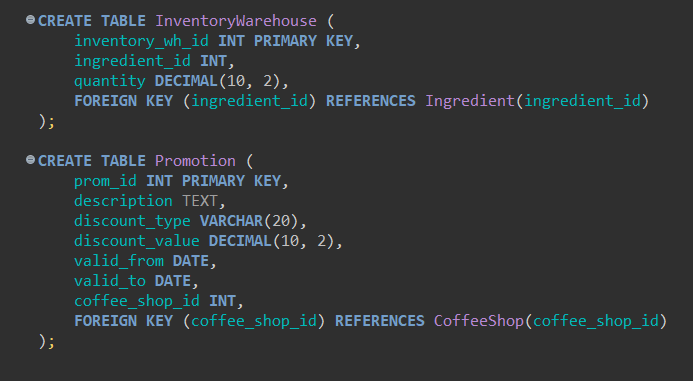 CREATE TABLE InventoryWarehouse (
inventory_wh_id INT PRIMARY KEY,
ingredient_id INT,
quantity DECIMAL(10, 2),
FOREIGN KEY (ingredient_id) REFERENCES Ingredient(ingredient_id)
);
CREATE TABLE Promotion (
prom_id INT PRIMARY KEY,
description TEXT,
discount_type VARCHAR(20),
discount_value DECIMAL(10, 2),
valid_from DATE,
valid_to DATE,
coffee_shop_id INT,
FOREIGN KEY (coffee_shop_id) REFERENCES CoffeeShop(coffee_shop_id)
);